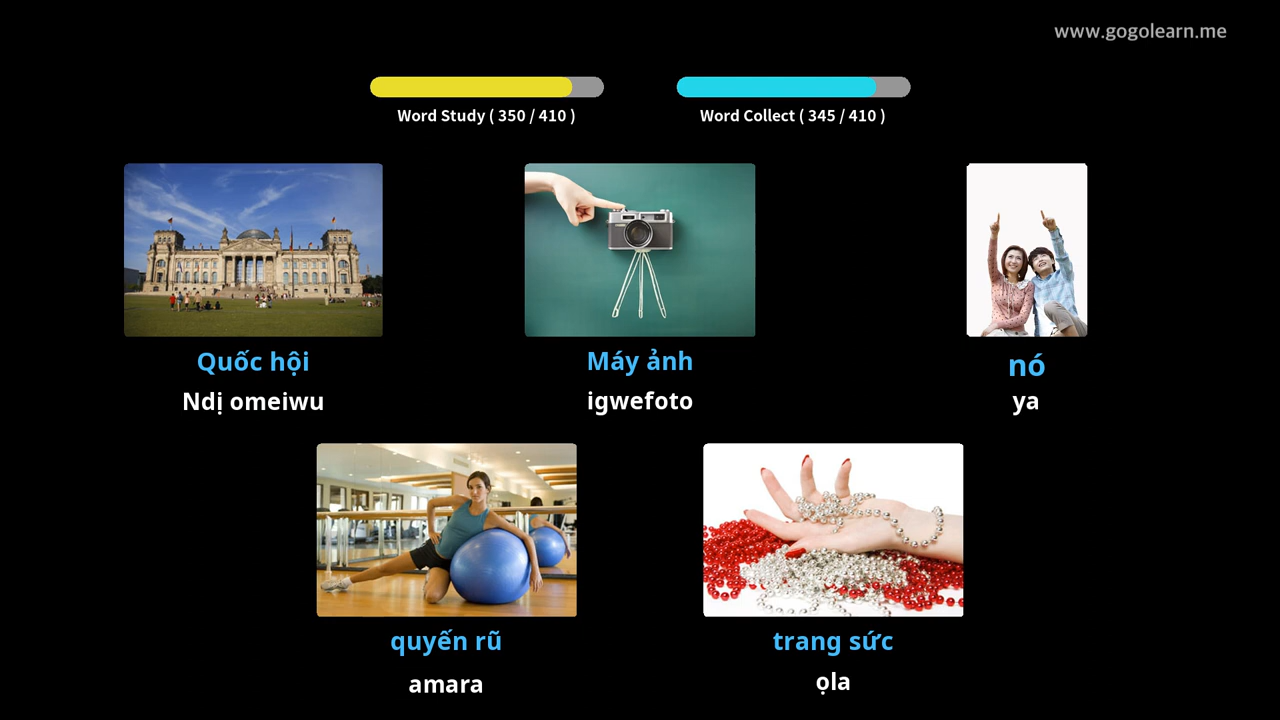 www.gogolearn.me
Word Study ( 350 / 410 )
Word Collect ( 345 / 410 )
Quốc hội
Ndị omeiwu
Máy ảnh
igwefoto
nó
ya
quyến rũ
amara
trang sức
ọla